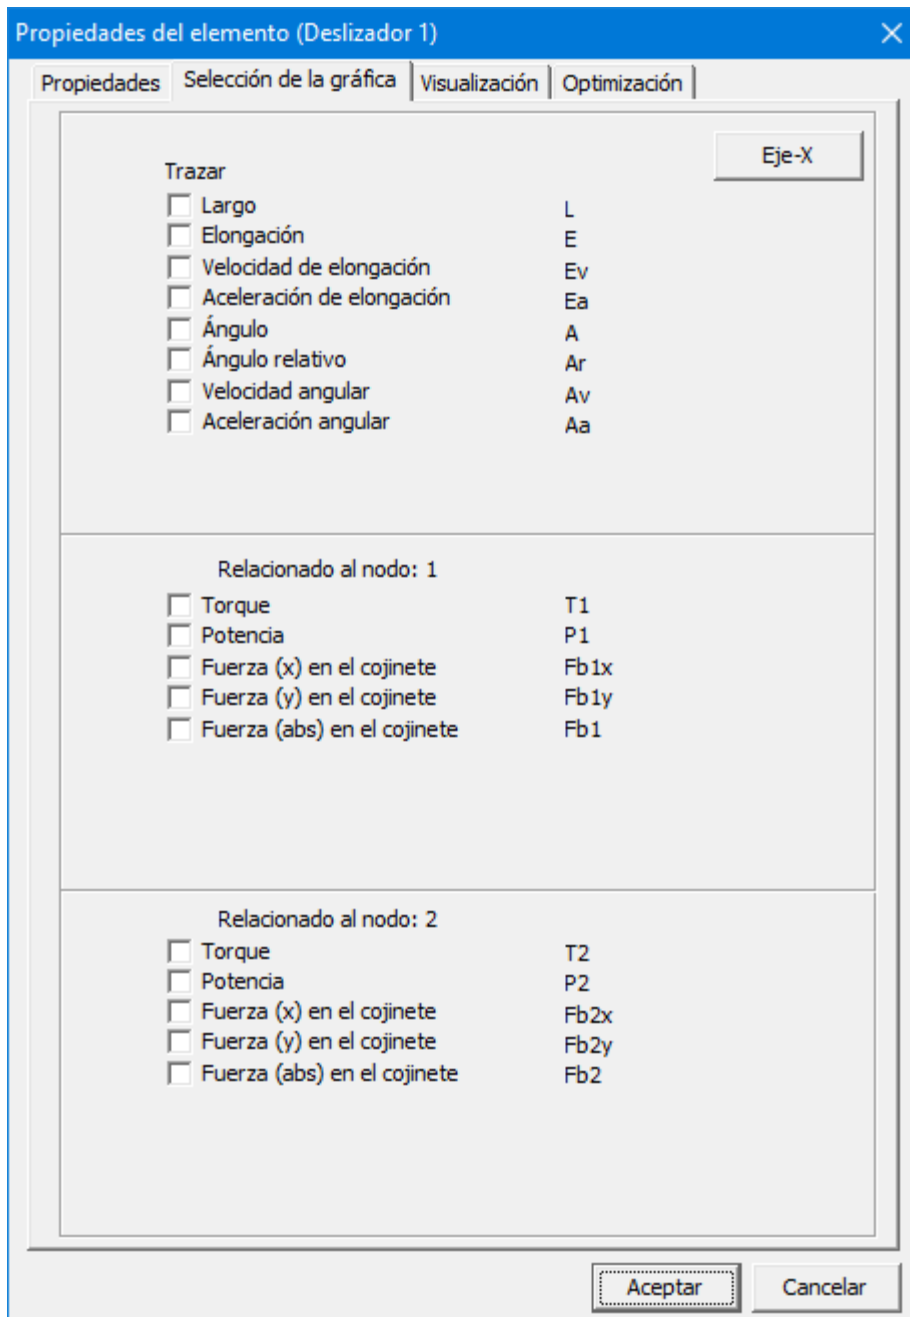 Propiedades del elemento (Deslizador 1)
Propiedades Selección de la gráfica Visualización Optimización
Eje-X
Trazar
Largo L
Elongación E
Velocidad de elongación Ev
Aceleración de elongación Ea
Ángulo A
Ángulo relativo Ar
Velocidad angular Av
Aceleración angular Aa
Relacionado al nodo: 1
Torque T1
Potencia P1
Fuerza (x) en el cojinete Fb1x
Fuerza (y) en el cojinete Fb1y
Fuerza (abs) en el cojinete Fb1
Relacionado al nodo: 2
Torque T2
Potencia P2
Fuerza (x) en el cojinete Fb2x
Fuerza (y) en el cojinete Fb2y
Fuerza (abs) en el cojinete Fb2
Aceptar Cancelar